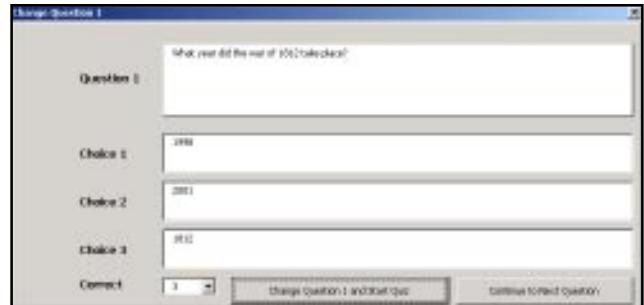 Change Question 1
What year did the war of 1812 take place?
Question 1
Choice 1
1998
Choice 2
2001
Choice 3
1812
Correct
3
Change Question 1 and Start Quiz
Continue to Next Question